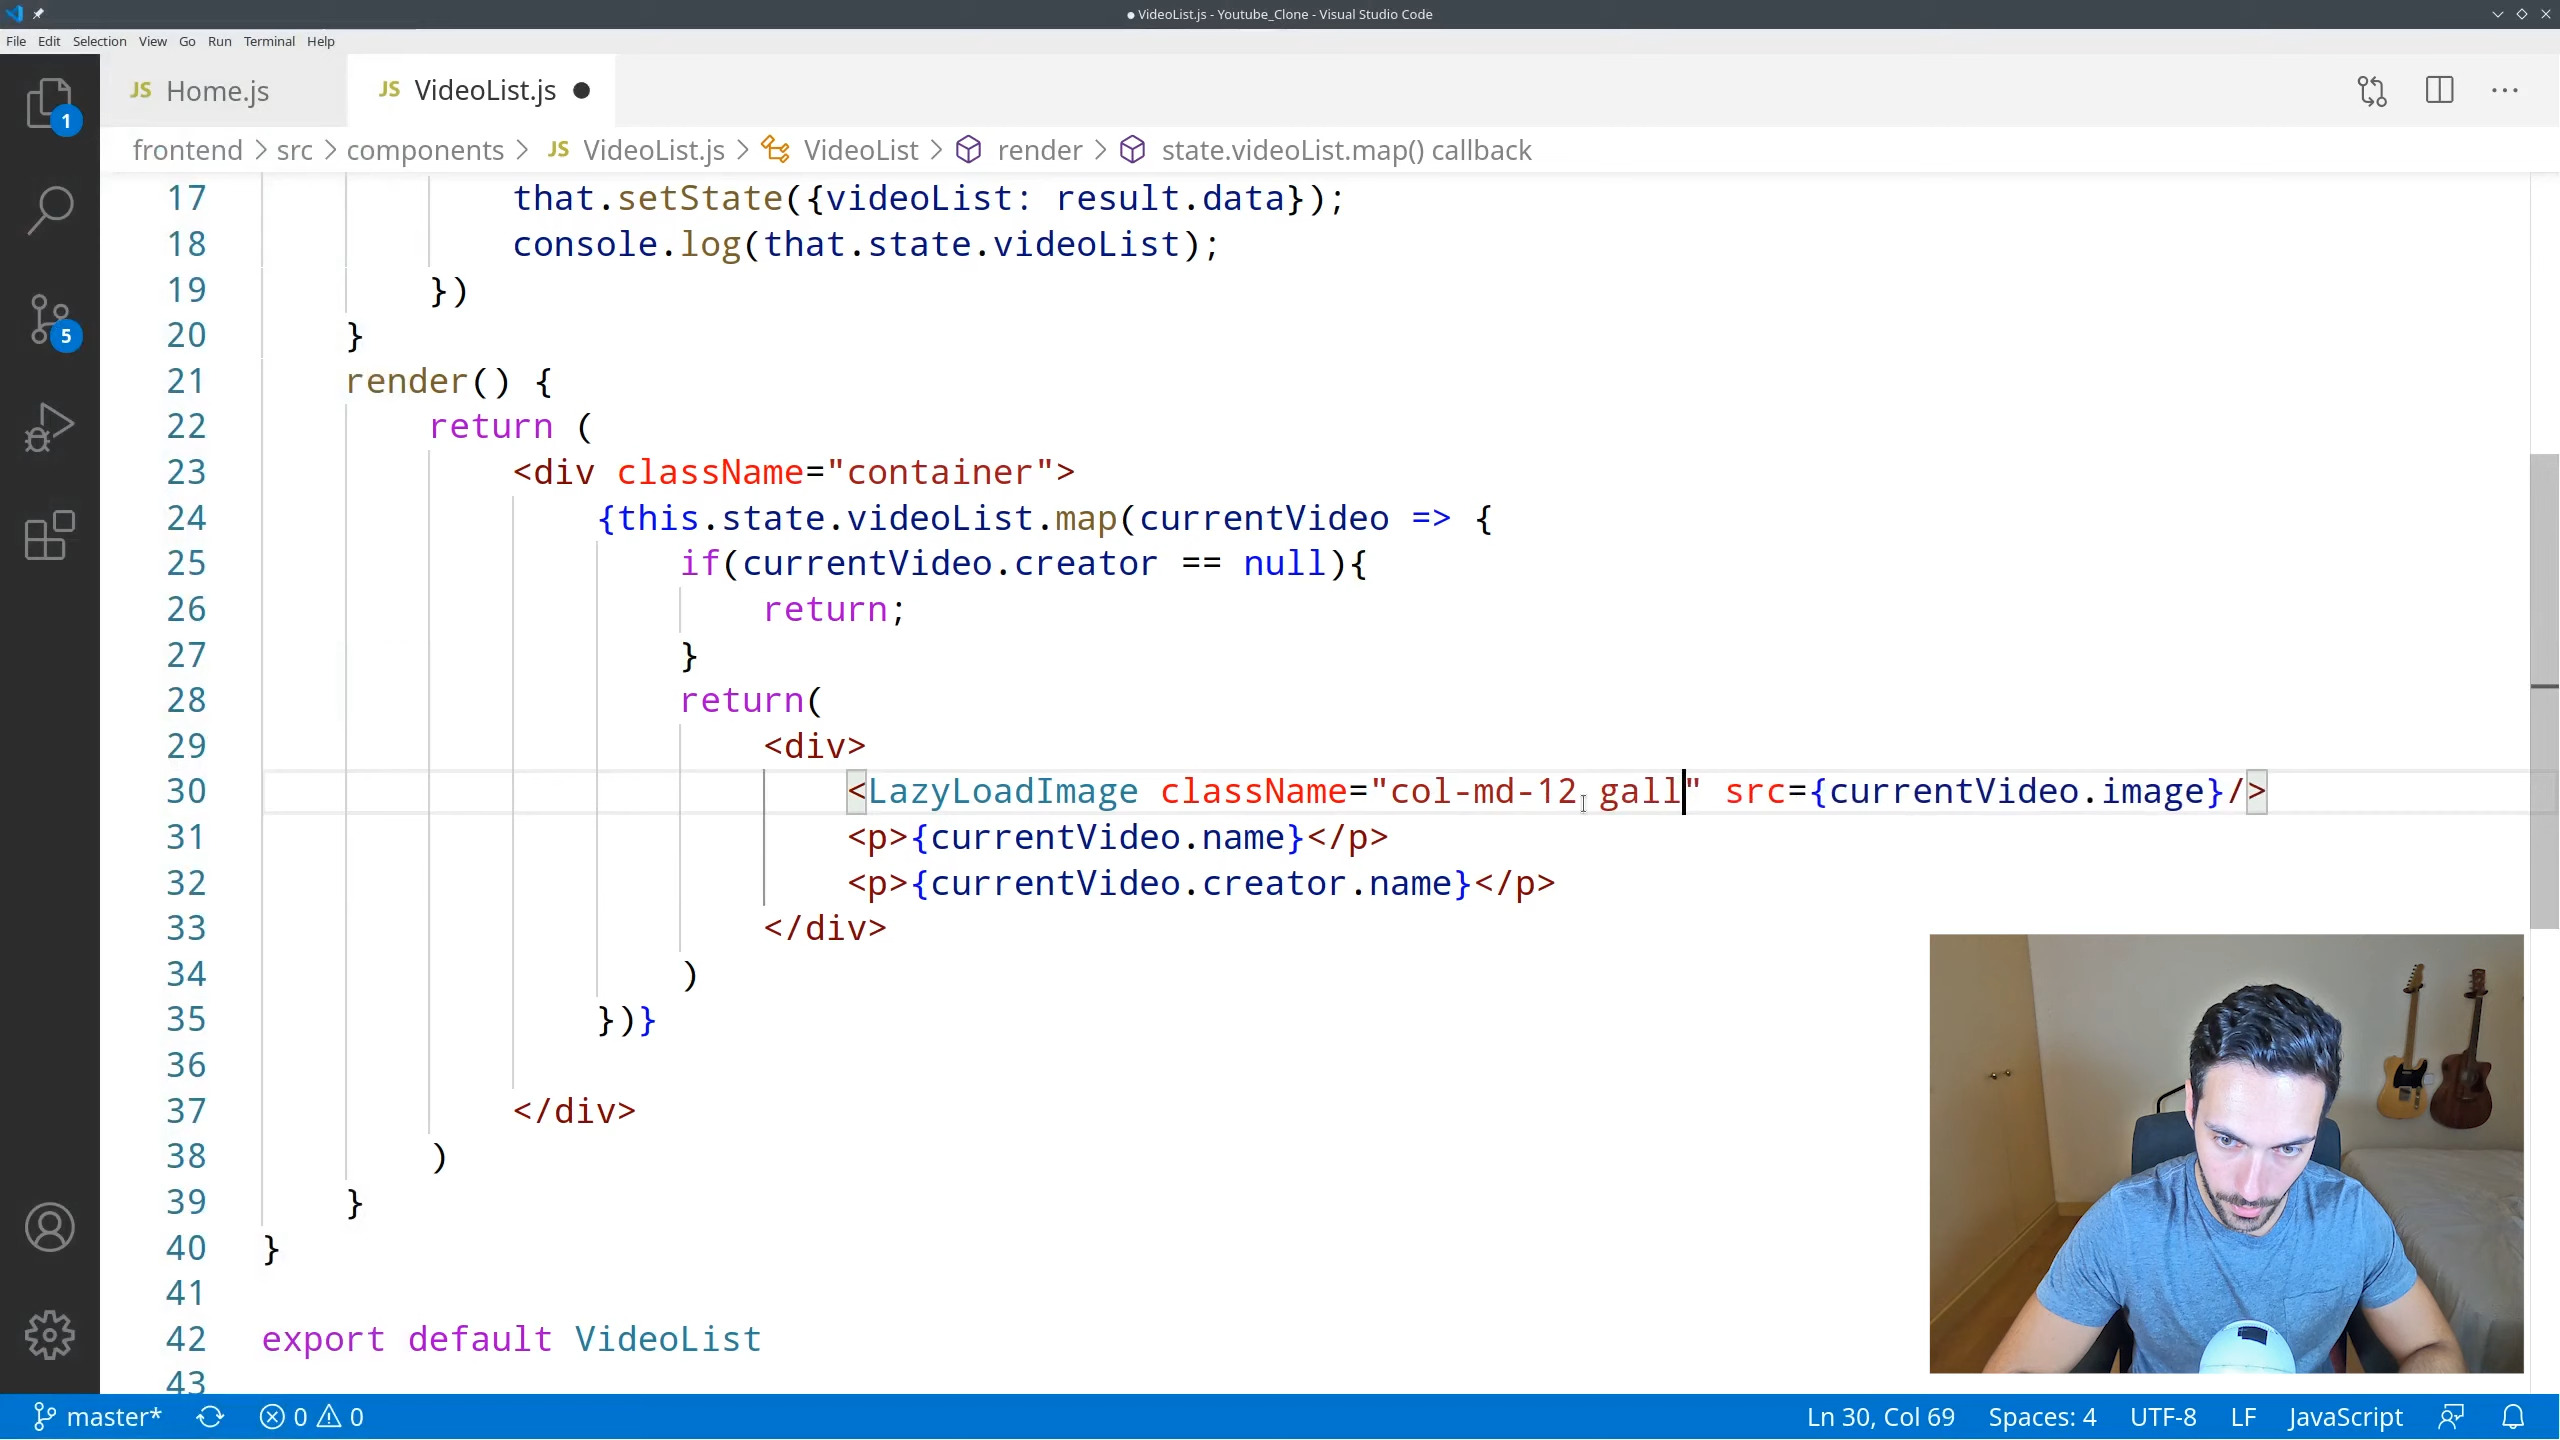 VideoList.js - Youtube_Clone - Visual Studio Code
File Edit Selection View Go Run Terminal Help
JS Home.js JS VideoList.js
frontend > src > components > JS VideoList.js > VideoList > render > state.videoList.map() callback
17 that.setState({videoList: result.data});
18 console.log(that.state.videoList);
19 })
20 }
21 render() {
22 return (
23 <div className="container">
24 {this.state.videoList.map(currentVideo => {
25 if(currentVideo.creator == null){
26 return;
27 }
28 return(
29 <div>
30 <LazyLoadImage className="col-md-12 gall" src={currentVideo.image}/>
31 <p>{currentVideo.name}</p>
32 <p>{currentVideo.creator.name}</p>
33 </div>
34 )
35 })}
36
37 </div>
38 )
39 }
40 }
41
42 export default VideoList
43
1
5
master* 0 0 Ln 30, Col 69 Spaces: 4 UTF-8 LF JavaScript